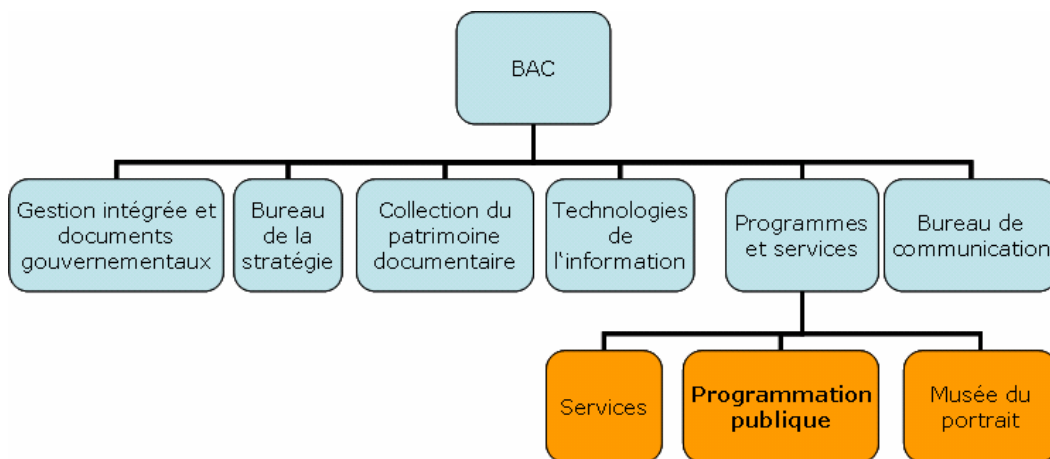 BAC
Gestion intégrée et
documents
gouvernementaux
Bureau
de la
stratégie
Collection du
patrimoine
documentaire
Technologies
de
l'information
Programmes
et services
Bureau de
communication
Services
Programmation
publique
Musée du
portrait